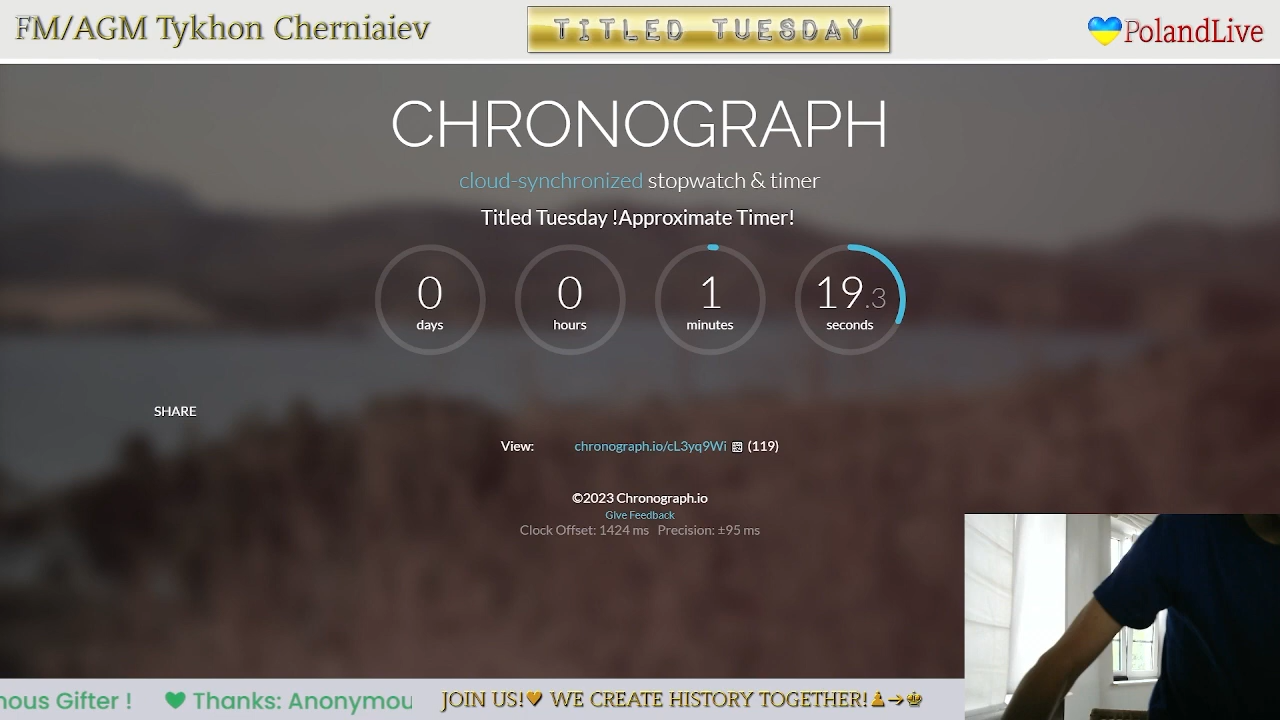 FM/AGM Tykhon Cherniaiev
TITLED TUESDAY
PolandLive
CHRONOGRAPH
cloud-synchronized stopwatch & timer
Titled Tuesday !Approximate Timer!
0 0 1 19.3
days hours minutes seconds
SHARE
View: chronograph.io/cL3yq9Wi (119)
©2023 Chronograph.io
Give Feedback
Clock Offset: 1424 ms Precision: ±95 ms
nous Gifter ! Thanks: Anonymou
JOIN US!🧡 WE CREATE HISTORY TOGETHER!♟→♚